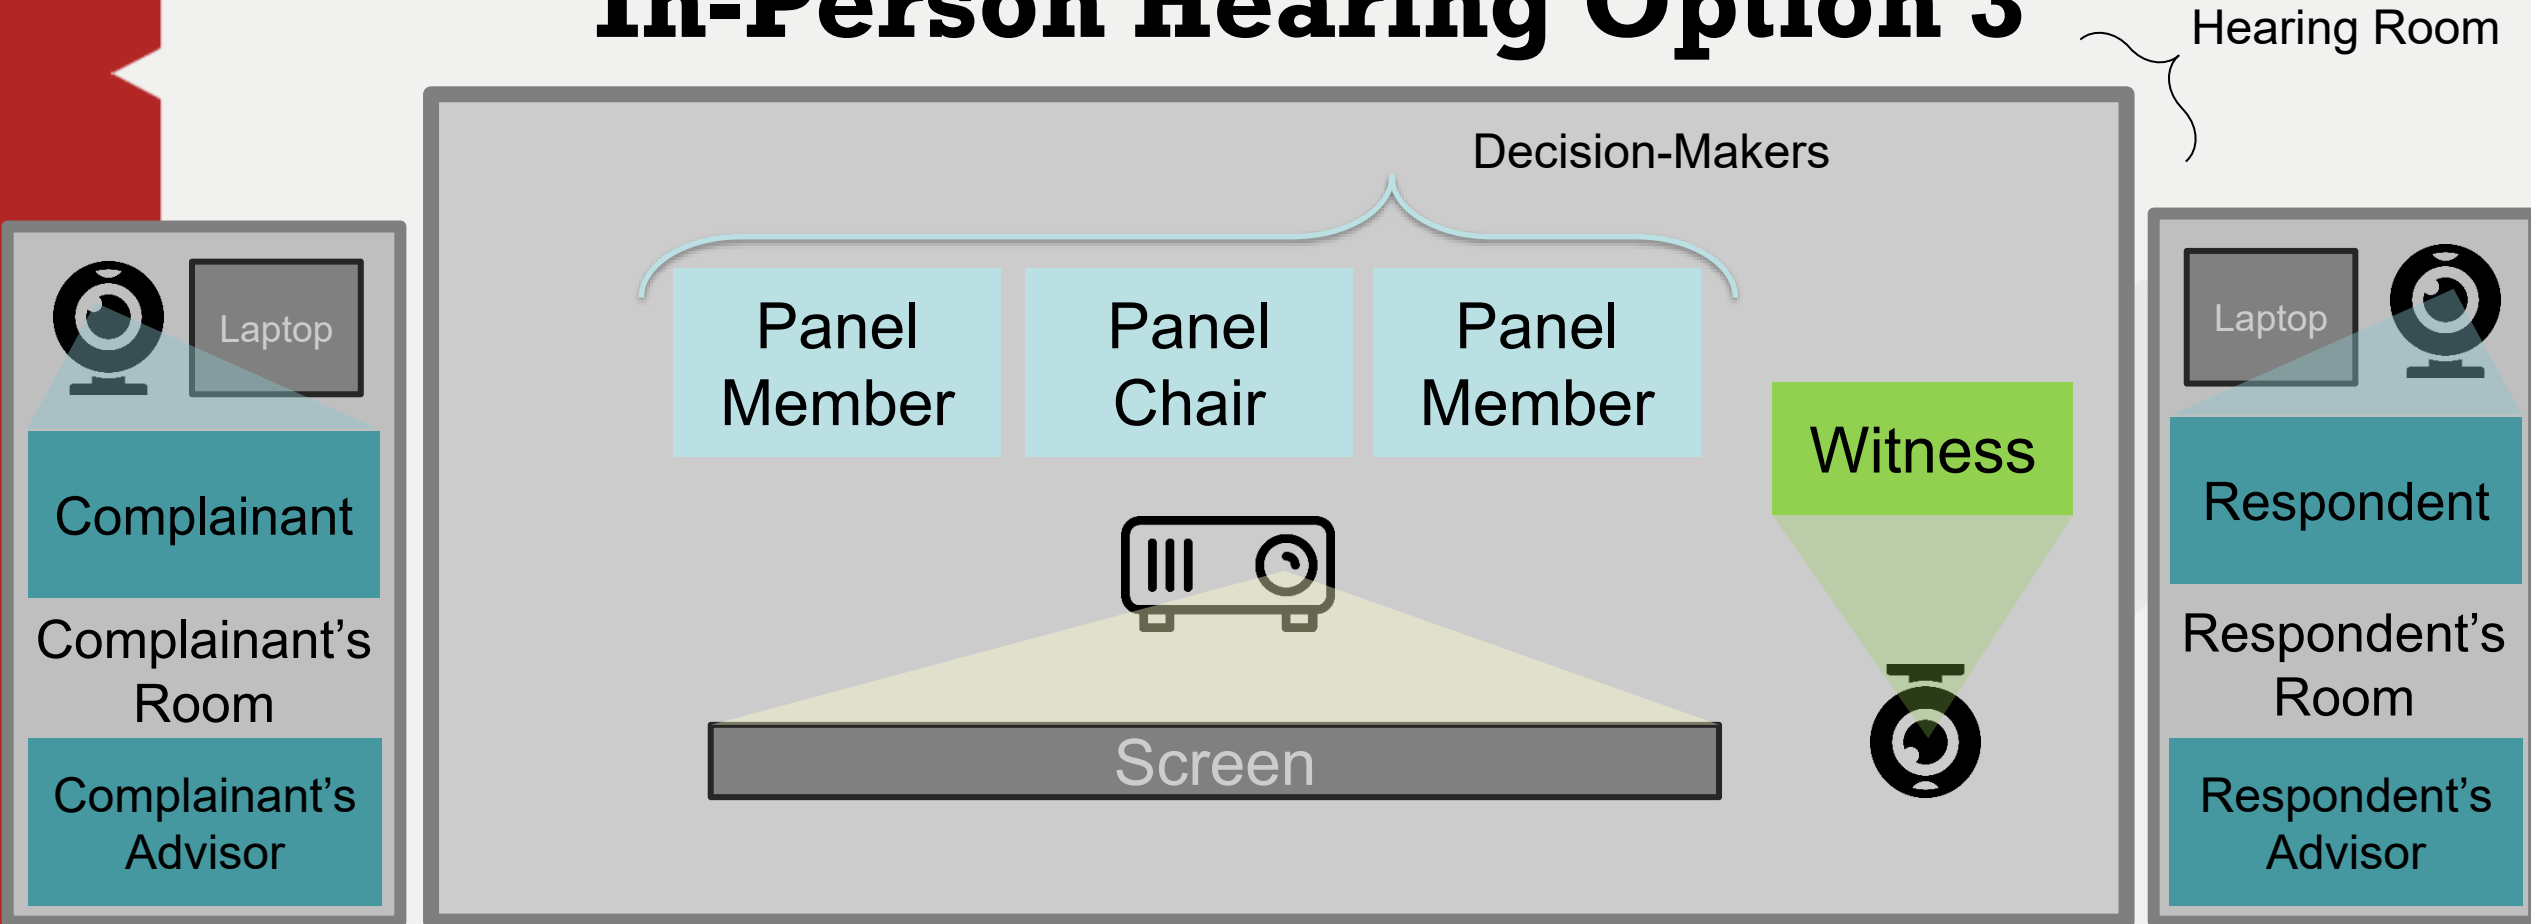 In-Person Hearing Option 3
Hearing Room
Decision-Makers
Laptop
Complainant
Complainant's
Room
Complainant's
Advisor
Panel
Member
Panel
Chair
Panel
Member
Witness
Screen
Laptop
Respondent
Respondent's
Room
Respondent's
Advisor